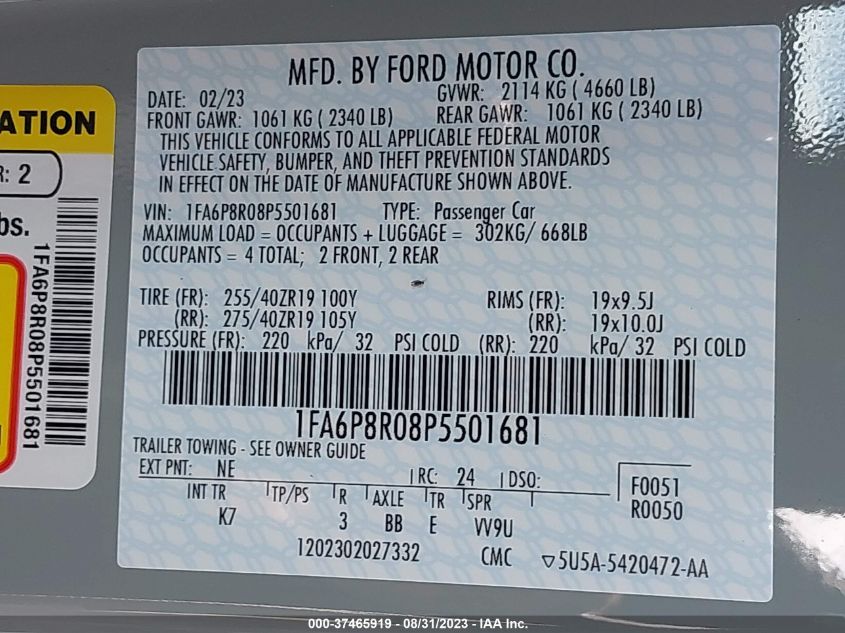 MFD. BY FORD MOTOR CO.
DATE: 02/23 GVWR: 2114 KG ( 4660 LB)
FRONT GAWR: 1061 KG ( 2340 LB) REAR GAWR: 1061 KG ( 2340 LB)
THIS VEHICLE CONFORMS TO ALL APPLICABLE FEDERAL MOTOR
VEHICLE SAFETY, BUMPER, AND THEFT PREVENTION STANDARDS
IN EFFECT ON THE DATE OF MANUFACTURE SHOWN ABOVE.
VIN: 1FA6P8R08P5501681 TYPE: Passenger Car
MAXIMUM LOAD = OCCUPANTS + LUGGAGE = 302KG/ 668LB
OCCUPANTS = 4 TOTAL; 2 FRONT, 2 REAR
TIRE (FR): 255/40ZR19 100Y RIMS (FR): 19x9.5J
(RR): 275/40ZR19 105Y (RR): 19x10.0J
PRESSURE (FR): 220 kPa/ 32 PSI COLD (RR): 220 kPa/ 32 PSI COLD
1FA6P8R08P5501681
TRAILER TOWING - SEE OWNER GUIDE
EXT PNT: NE RC: 24 DSO:
INT TR TP/PS R AXLE TR SPR
K7 3 BB E VV9U
F0051
R0050
1202302027332 CMC ▽5U5A-5420472-AA
ATION
R: 2
bs.
1FA6P8R08P5501681
000-37465919 - 08/31/2023 - IAA Inc.